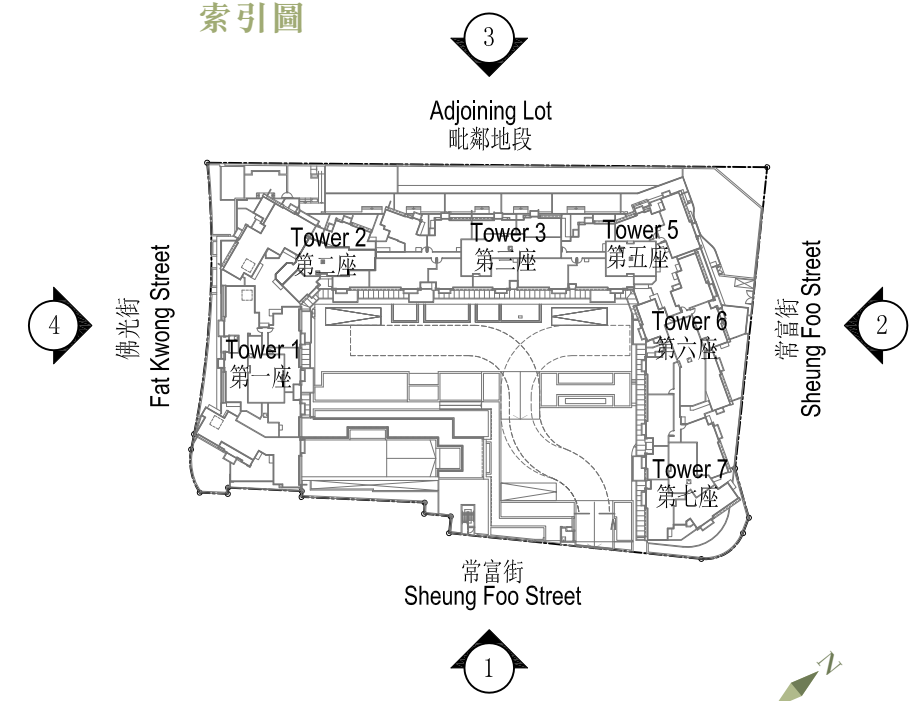 索引圖
3
Adjoining Lot
毗鄰地段
Tower 2
第二座
Tower 3
第三座
Tower 5
第五座
4
佛光街
Fat Kwong Street
Tower 1
第一座
Tower 6
第六座
常富街
Sheung Foo Street
2
Tower 7
第七座
常富街
Sheung Foo Street
1
N